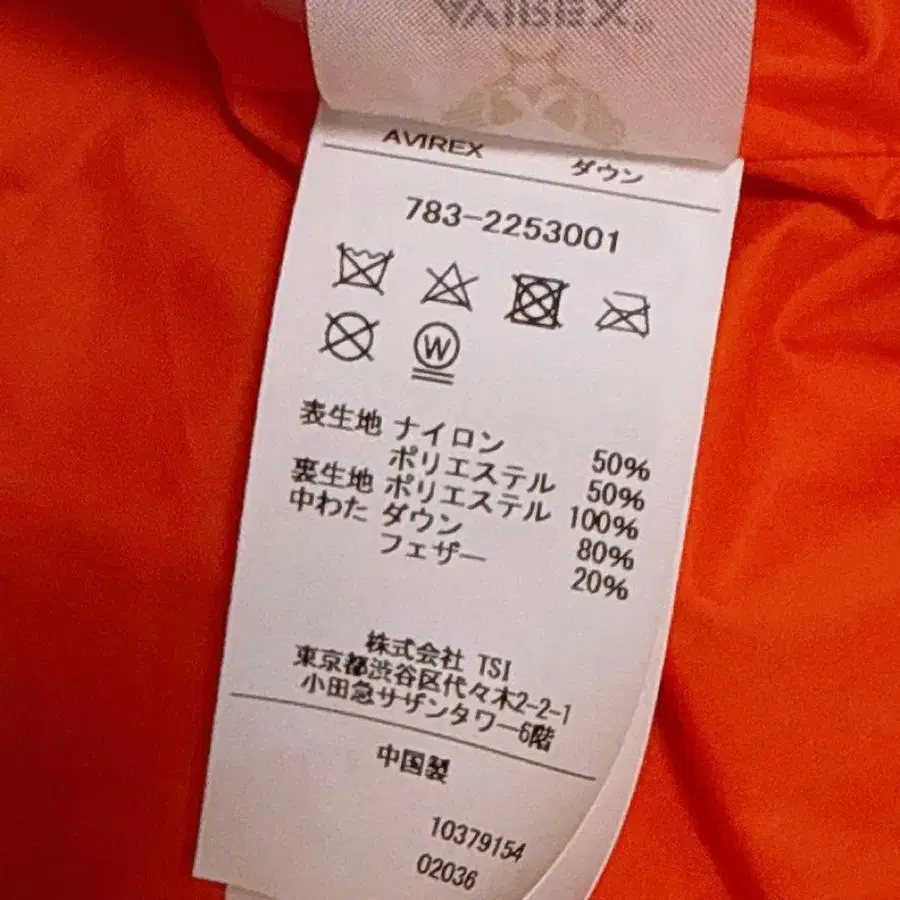 AVIREX®
AVIREX ダウン
783-2253001
W
表生地 ナイロン 50%
ポリエステル 50%
裏生地 ポリエステル 100%
中わた ダウン 80%
フェザー 20%
株式会社 TSI
東京都渋谷区代々木2-2-1
小田急サザンタワー6階
中国製
10379154
02036